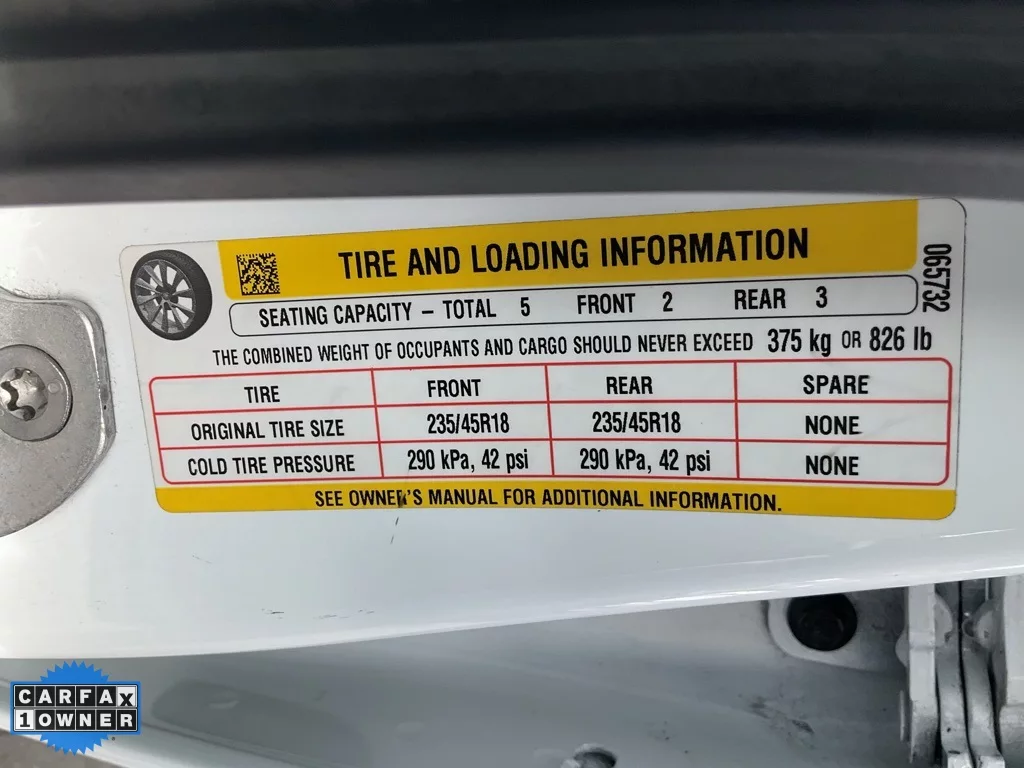 TIRE AND LOADING INFORMATION
SEATING CAPACITY – TOTAL 5 FRONT 2 REAR 3
065732
THE COMBINED WEIGHT OF OCCUPANTS AND CARGO SHOULD NEVER EXCEED 375 kg OR 826 lb
TIRE FRONT REAR SPARE
ORIGINAL TIRE SIZE 235/45R18 235/45R18 NONE
COLD TIRE PRESSURE 290 kPa, 42 psi 290 kPa, 42 psi NONE
SEE OWNER'S MANUAL FOR ADDITIONAL INFORMATION.
CARFAX
1 OWNER